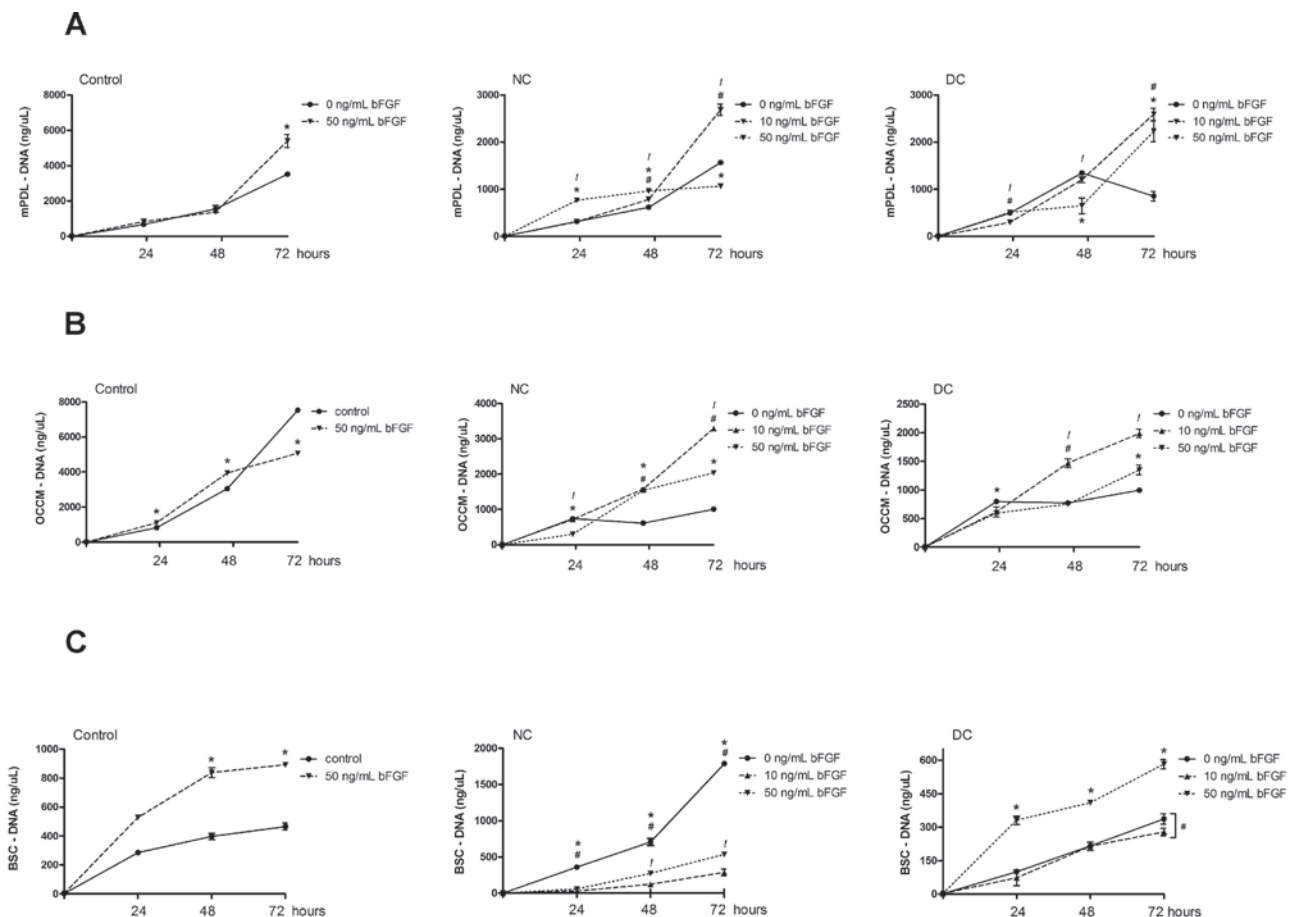 A
Control
mPDL - DNA (ng/uL)
8000
6000
4000
2000
0
*
24 48 72 hours
0 ng/mL bFGF
50 ng/mL bFGF
NC
mPDL - DNA (ng/uL)
3000
2000
1000
0
!
*
!
*
#
!
#
*
24 48 72 hours
0 ng/mL bFGF
10 ng/mL bFGF
50 ng/mL bFGF
DC
mPDL - DNA (ng/uL)
3000
2000
1000
0
!
#
!
*
#
*
24 48 72 hours
0 ng/mL bFGF
10 ng/mL bFGF
50 ng/mL bFGF
B
Control
OCCM - DNA (ng/uL)
8000
6000
4000
2000
0
*
*
*
24 48 72 hours
control
50 ng/mL bFGF
NC
OCCM - DNA (ng/uL)
4000
3000
2000
1000
0
!
*
*
#
!
#
*
24 48 72 hours
0 ng/mL bFGF
10 ng/mL bFGF
50 ng/mL bFGF
DC
OCCM - DNA (ng/uL)
2500
2000
1500
1000
500
0
*
!
#
!
*
24 48 72 hours
0 ng/mL bFGF
10 ng/mL bFGF
50 ng/mL bFGF
C
Control
BSC - DNA (ng/uL)
1000
800
600
400
200
0
*
*
24 48 72 hours
control
50 ng/mL bFGF
NC
BSC - DNA (ng/uL)
2000
1500
1000
500
0
*
#
*
#
!
*
#
!
24 48 72 hours
0 ng/mL bFGF
10 ng/mL bFGF
50 ng/mL bFGF
DC
BSC - DNA (ng/uL)
600
450
300
150
0
*
*
*
#
24 48 72 hours
0 ng/mL bFGF
10 ng/mL bFGF
50 ng/mL bFGF